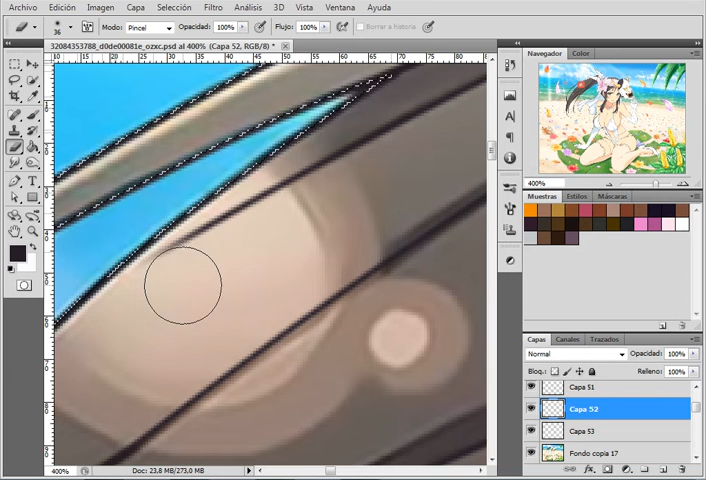 Archivo Edición Imagen Capa Selección Filtro Análisis 3D Vista Ventana Ayuda
36 Modo: Pincel Opacidad: 100% Flujo: 100% Borrar a historia
32084353788_d0de00081e_ozxc.psd al 400% (Capa 52, RGB/8) *
Navegador Color
400%
Muestras Estilos Máscaras
Capas Canales Trazados
Normal Opacidad: 100%
Bloq.: Relleno: 100%
Capa 51
Capa 52
Capa 53
Fondo copia 17
400% Doc: 23,8 MB/273,0 MB